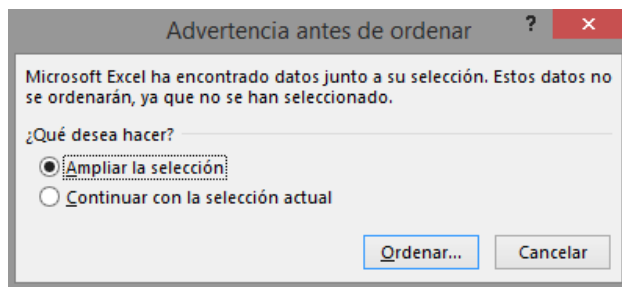 Advertencia antes de ordenar ? ×
Microsoft Excel ha encontrado datos junto a su selección. Estos datos no
se ordenarán, ya que no se han seleccionado.
¿Qué desea hacer?
Ampliar la selección
Continuar con la selección actual
Ordenar... Cancelar